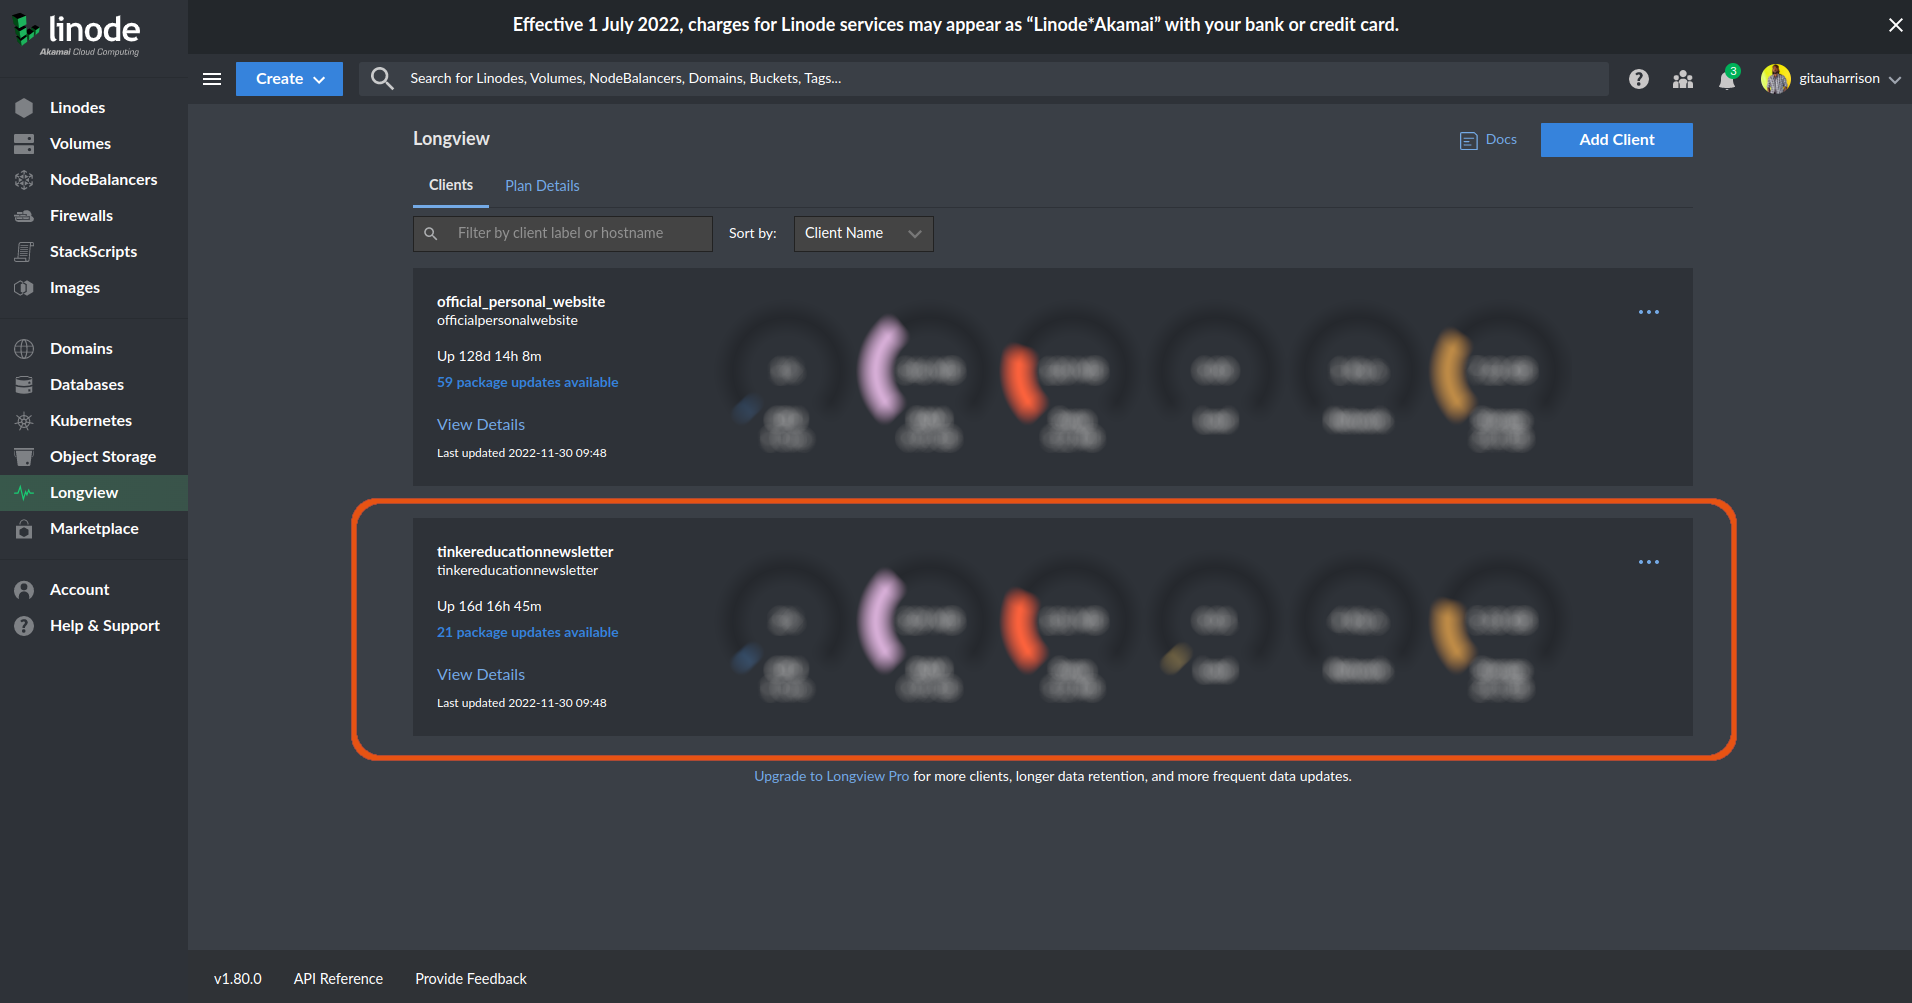 linode
Akamai Cloud Computing
Effective 1 July 2022, charges for Linode services may appear as “Linode*Akamai” with your bank or credit card.
Create
Search for Linodes, Volumes, NodeBalancers, Domains, Buckets, Tags...
3
gitauharrison
Linodes
Volumes
NodeBalancers
Firewalls
StackScripts
Images
Domains
Databases
Kubernetes
Object Storage
Longview
Marketplace
Account
Help & Support
Longview
Docs
Add Client
Clients
Plan Details
Filter by client label or hostname
Sort by:
Client Name
official_personal_website
officialpersonalwebsite
Up 128d 14h 8m
59 package updates available
View Details
Last updated 2022-11-30 09:48
tinkereducationnewsletter
tinkereducationnewsletter
Up 16d 16h 45m
21 package updates available
View Details
Last updated 2022-11-30 09:48
Upgrade to Longview Pro for more clients, longer data retention, and more frequent data updates.
v1.80.0
API Reference
Provide Feedback